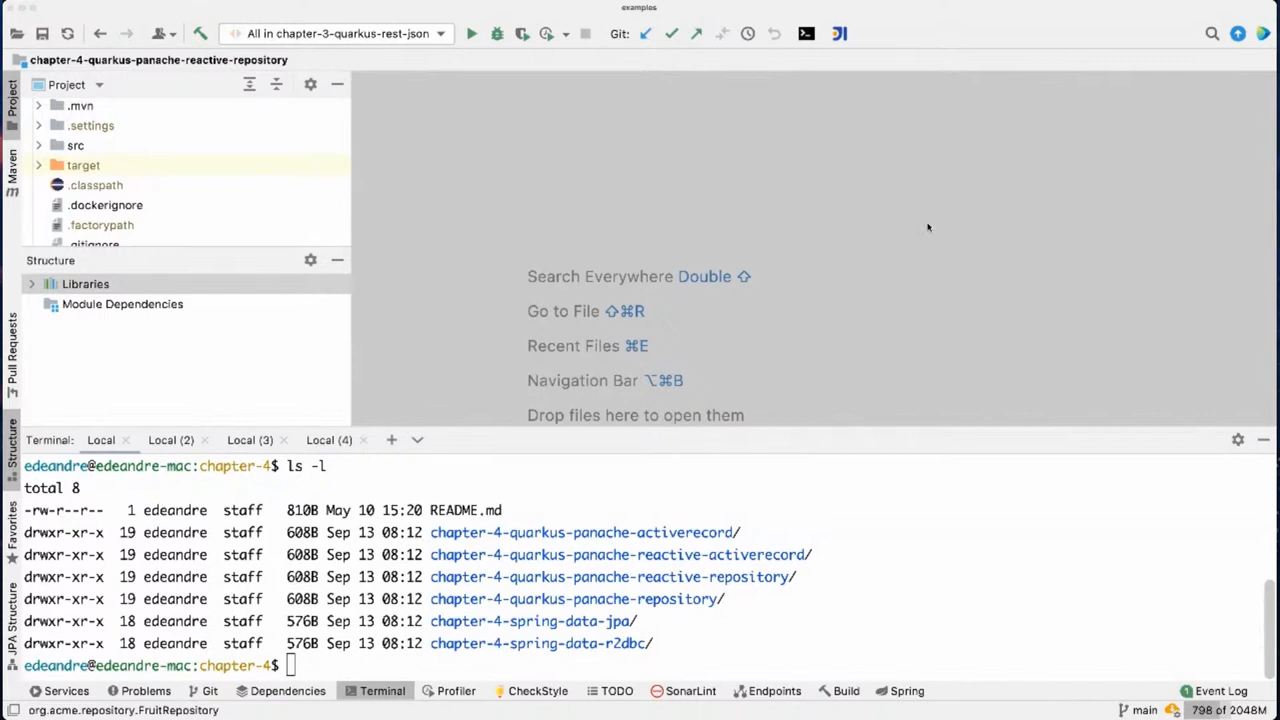 examples
All in chapter-3-quarkus-rest-json
Git:
chapter-4-quarkus-panache-reactive-repository
Project
Project
.mvn
.settings
src
target
.classpath
.dockerignore
.factorypath
.gitignore
Maven
Structure
Libraries
Module Dependencies
Pull Requests
Structure
Favorites
JPA Structure
Search Everywhere Double ⇧
Go to File ⇧⌘R
Recent Files ⌘E
Navigation Bar ⌥⌘B
Drop files here to open them
Terminal: Local × Local (2) × Local (3) × Local (4) × +
edeandre@edeandre-mac:chapter-4$ ls -l
total 8
-rw-r--r-- 1 edeandre staff 810B May 10 15:20 README.md
drwxr-xr-x 19 edeandre staff 608B Sep 13 08:12 chapter-4-quarkus-panache-activerecord/
drwxr-xr-x 19 edeandre staff 608B Sep 13 08:12 chapter-4-quarkus-panache-reactive-activerecord/
drwxr-xr-x 19 edeandre staff 608B Sep 13 08:12 chapter-4-quarkus-panache-reactive-repository/
drwxr-xr-x 19 edeandre staff 608B Sep 13 08:12 chapter-4-quarkus-panache-repository/
drwxr-xr-x 18 edeandre staff 576B Sep 13 08:12 chapter-4-spring-data-jpa/
drwxr-xr-x 18 edeandre staff 576B Sep 13 08:12 chapter-4-spring-data-r2dbc/
edeandre@edeandre-mac:chapter-4$
Services Problems Git Dependencies Terminal Profiler CheckStyle TODO SonarLint Endpoints Build Spring Event Log
org.acme.repository.FruitRepository main 798 of 2048M